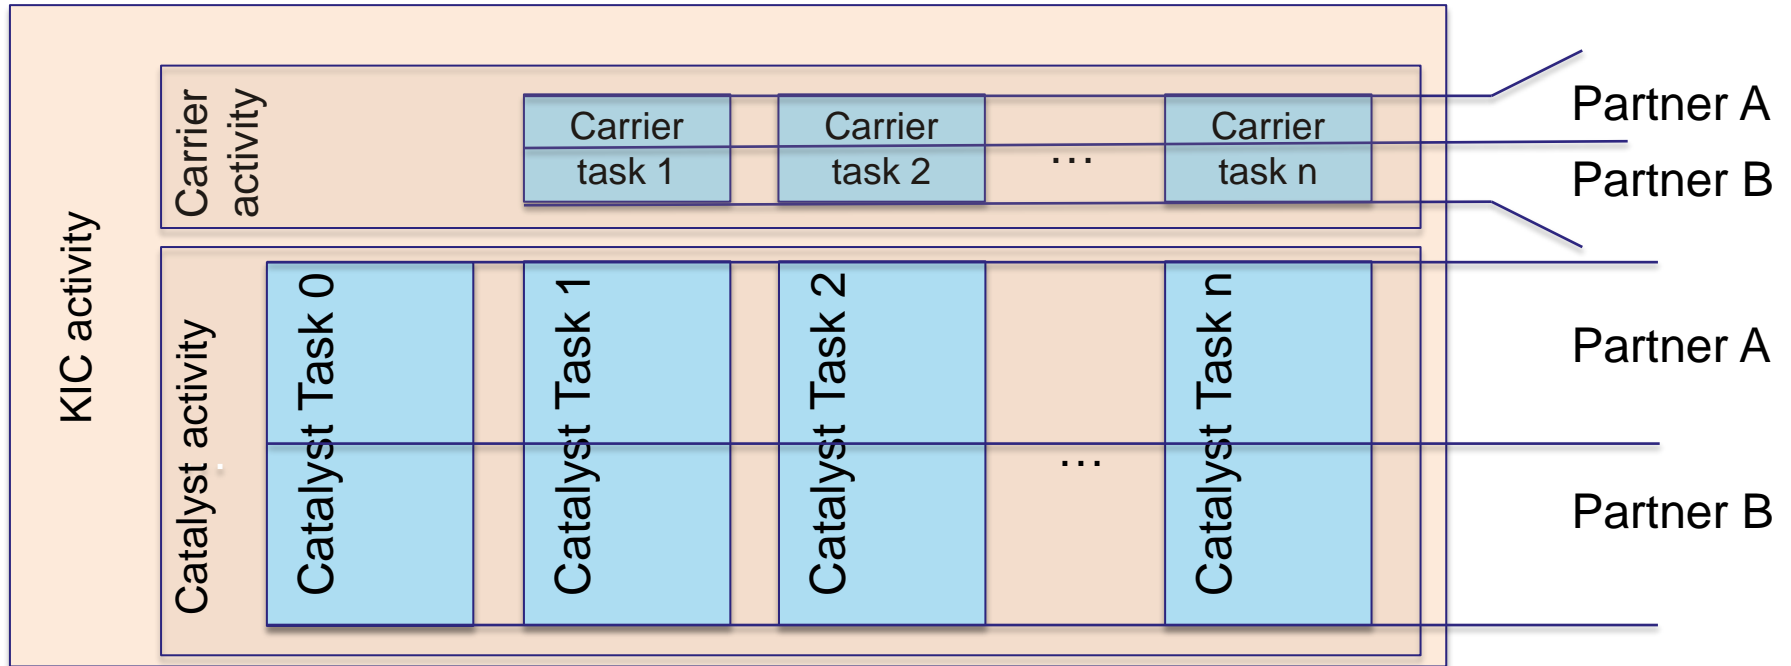 KIC activity
Carrier
activity
Carrier
task 1
Carrier
task 2
...
Carrier
task n
Partner A
Partner B
Catalyst activity
.
Catalyst Task 0
Catalyst Task 1
Catalyst Task 2
...
Catalyst Task n
Partner A
Partner B